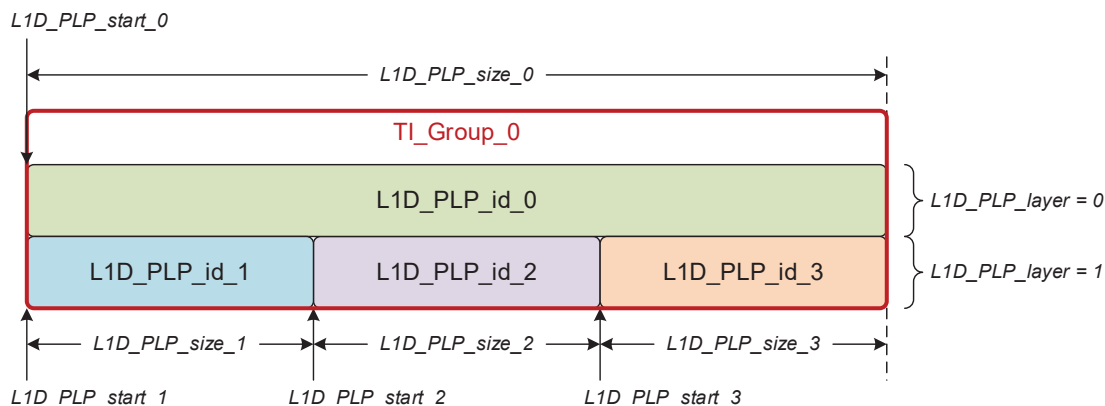 L1D_PLP_start_0
L1D_PLP_size_0
TI_Group_0
L1D_PLP_id_0
L1D_PLP_layer = 0
L1D_PLP_id_1 L1D_PLP_id_2 L1D_PLP_id_3
L1D_PLP_layer = 1
L1D_PLP_size_1 L1D_PLP_size_2 L1D_PLP_size_3
L1D_PLP_start_1 L1D_PLP_start_2 L1D_PLP_start_3